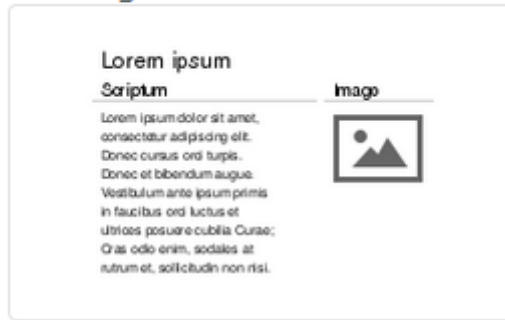 Lorem ipsum
Scriptum
Lorem ipsum dolor sit amet,
consectetur adipiscing elit.
Donec cursus orci turpis.
Donec et bibendum augue.
Vestibulum ante ipsum primis
in faucibus orci luctus et
ultrices posuere cubilia Curae;
Cras odio enim, sodales at
rutrum et, sollicitudin non nisi.
Imago